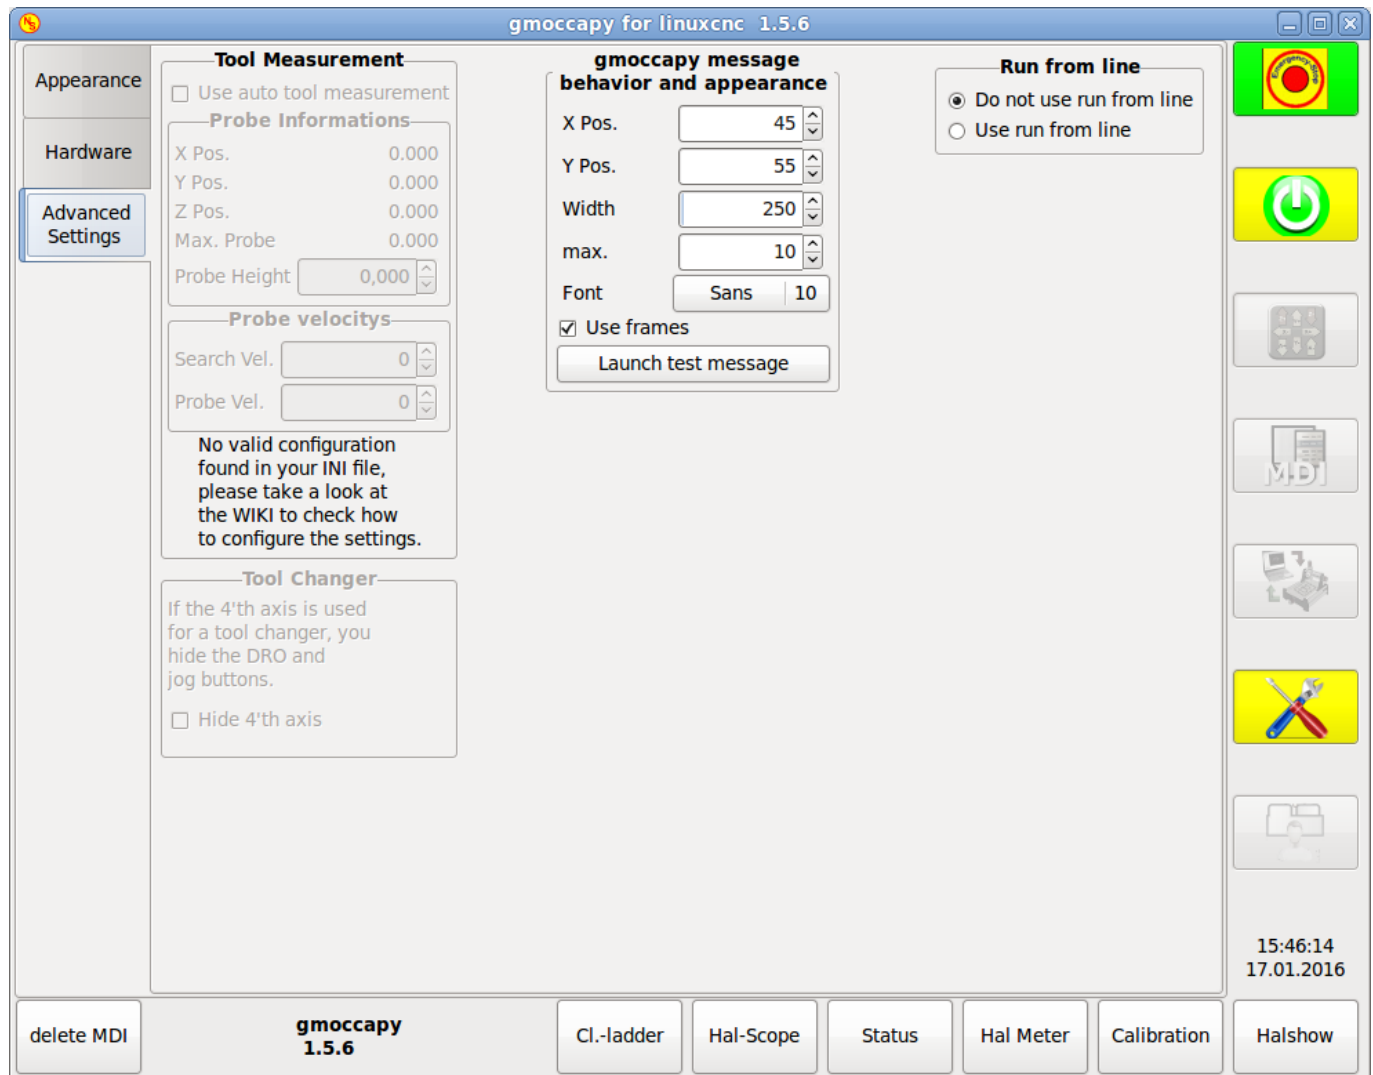 gmoccapy for linuxcnc 1.5.6
Appearance
Hardware
Advanced
Settings
Tool Measurement
Use auto tool measurement
Probe Informations
X Pos. 0.000
Y Pos. 0.000
Z Pos. 0.000
Max. Probe 0.000
Probe Height 0,000
Probe velocitys
Search Vel. 0
Probe Vel. 0
No valid configuration
found in your INI file,
please take a look at
the WIKI to check how
to configure the settings.
Tool Changer
If the 4'th axis is used
for a tool changer, you
hide the DRO and
jog buttons.
Hide 4'th axis
gmoccapy message
behavior and appearance
X Pos. 45
Y Pos. 55
Width 250
max. 10
Font Sans 10
Use frames
Launch test message
Run from line
Do not use run from line
Use run from line
Emergency-Stop
MDI
15:46:14
17.01.2016
delete MDI
gmoccapy
1.5.6
Cl.-ladder
Hal-Scope
Status
Hal Meter
Calibration
Halshow